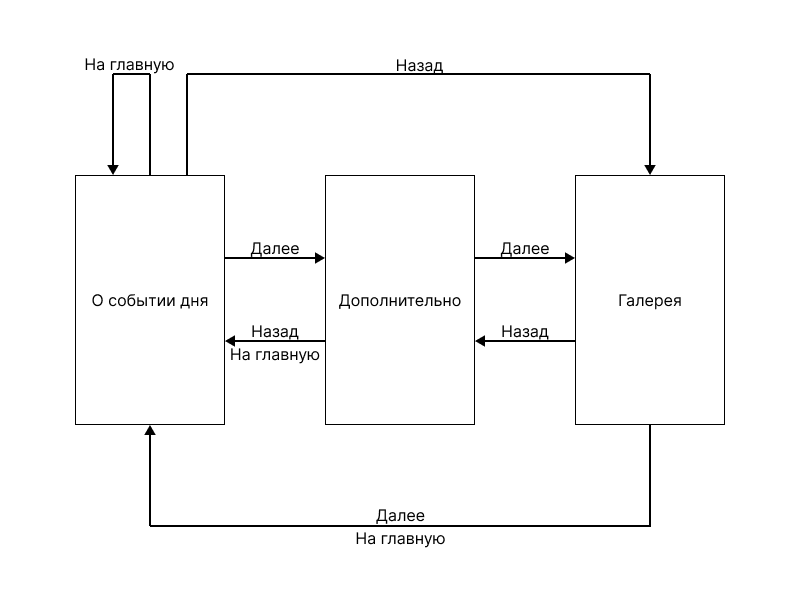 На главную
Назад
Далее
Далее
О событии дня
Дополнительно
Галерея
Назад
Назад
На главную
Далее
На главную